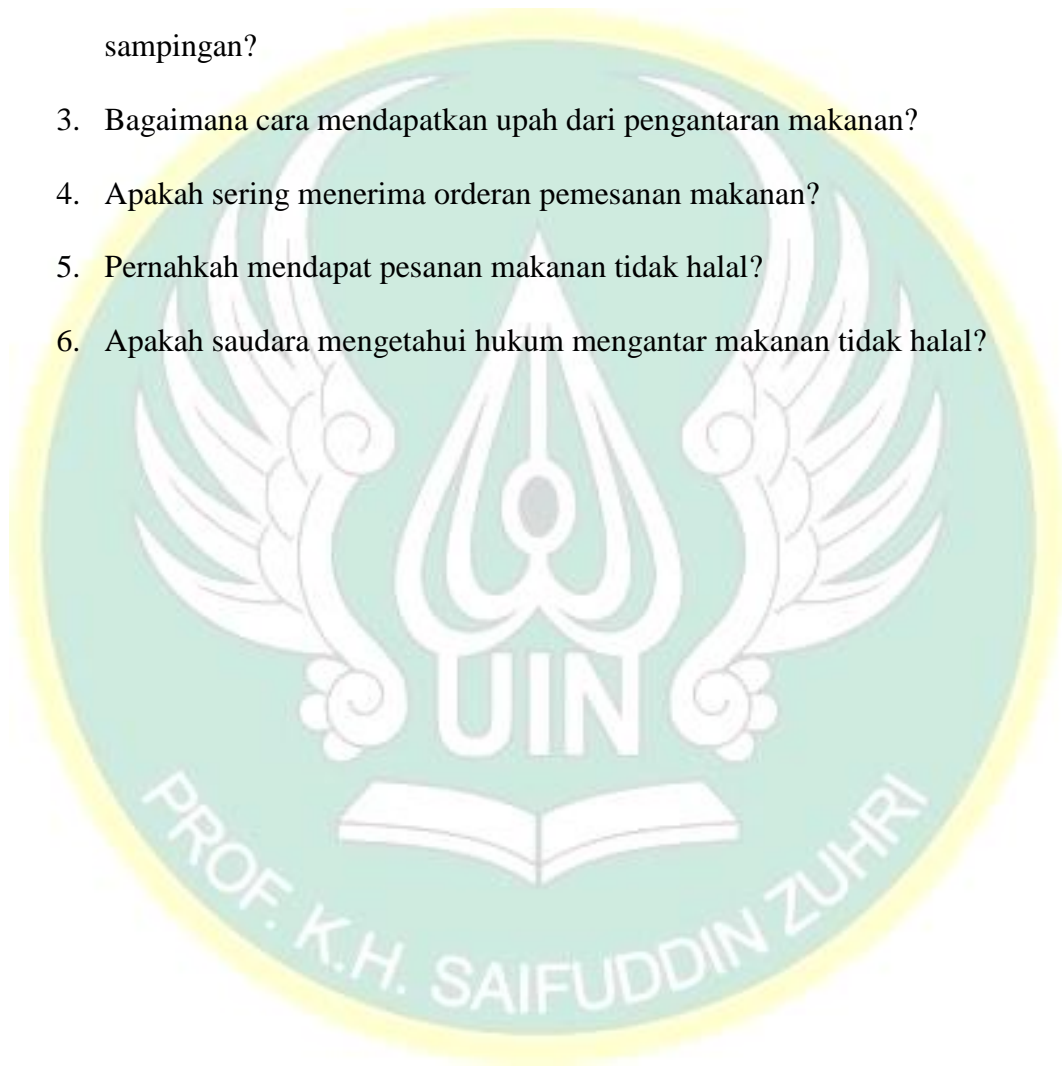 sampingan?
3. Bagaimana cara mendapatkan upah dari pengantaran makanan?
4. Apakah sering menerima orderan pemesanan makanan?
5. Pernahkah mendapat pesanan makanan tidak halal?
6. Apakah saudara mengetahui hukum mengantar makanan tidak halal?
UIN
PROF. K.H. SAIFUDDIN ZUHRI